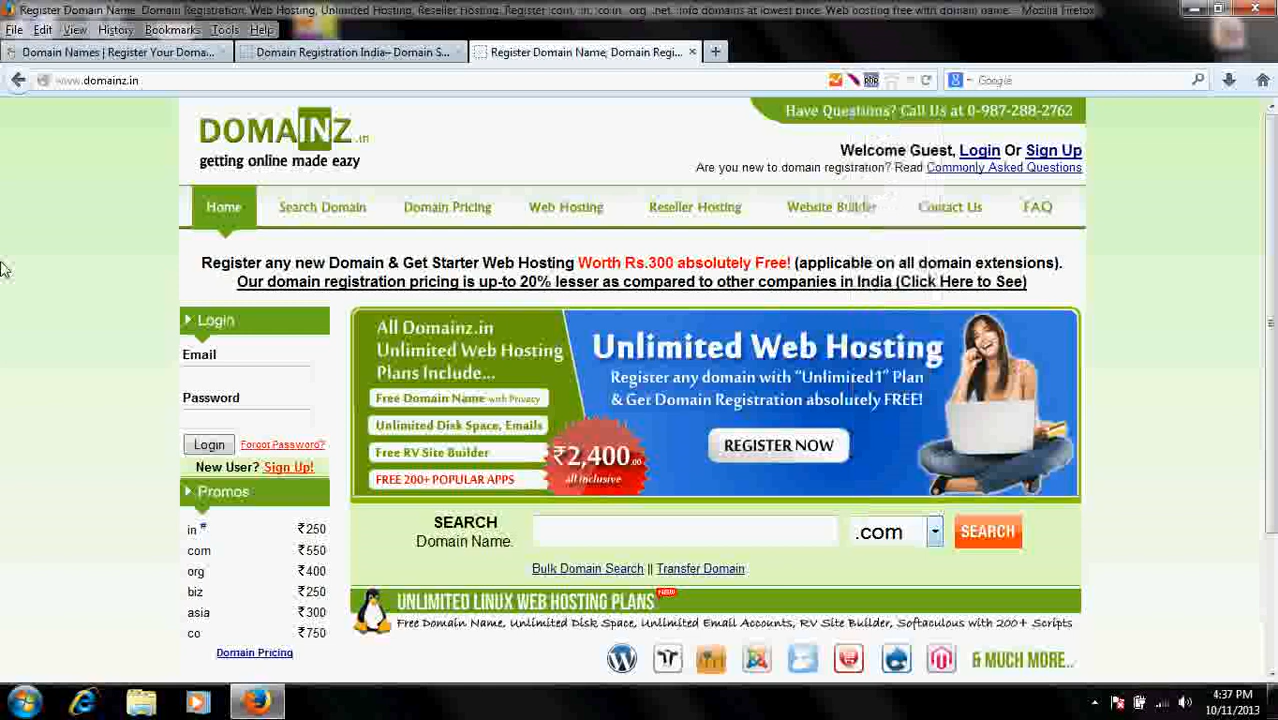 Register Domain Name, Domain Registration, Web Hosting, Unlimited Hosting, Reseller Hosting, Register .com, .in, .co.in, .org, .net, .info domains at lowest price. Web hosting free with domain name. - Mozilla Firefox
File Edit View History Bookmarks Tools Help
Domain Names | Register Your Doma...
Domain Registration India– Domain S...
Register Domain Name, Domain Regi...
www.domainz.in
Google
DOMAINZ.in
getting online made easy
Have Questions? Call Us at 0-987-288-2762
Welcome Guest, Login Or Sign Up
Are you new to domain registration? Read Commonly Asked Questions
Home Search Domain Domain Pricing Web Hosting Reseller Hosting Website Builder Contact Us FAQ
Register any new Domain & Get Starter Web Hosting Worth Rs.300 absolutely Free! (applicable on all domain extensions).
Our domain registration pricing is up-to 20% lesser as compared to other companies in India (Click Here to See)
Login
Email
Password
Login Forgot Password?
New User? Sign Up!
Promos
in # ₹250
com ₹550
org ₹400
biz ₹250
asia ₹300
co ₹750
Domain Pricing
All Domainz.in
Unlimited Web Hosting
Plans Include...
Free Domain Name with Privacy
Unlimited Disk Space, Emails
Free RV Site Builder
FREE 200+ POPULAR APPS
₹2,400.00
all inclusive
Unlimited Web Hosting
Register any domain with “Unlimited1” Plan
& Get Domain Registration absolutely FREE!
REGISTER NOW
SEARCH
Domain Name.
.com
SEARCH
Bulk Domain Search || Transfer Domain
UNLIMITED LINUX WEB HOSTING PLANS New
Free Domain Name, Unlimited Disk Space, Unlimited Email Accounts, RV Site Builder, Softaculous with 200+ Scripts
& MUCH MORE..
4:37 PM
10/11/2013